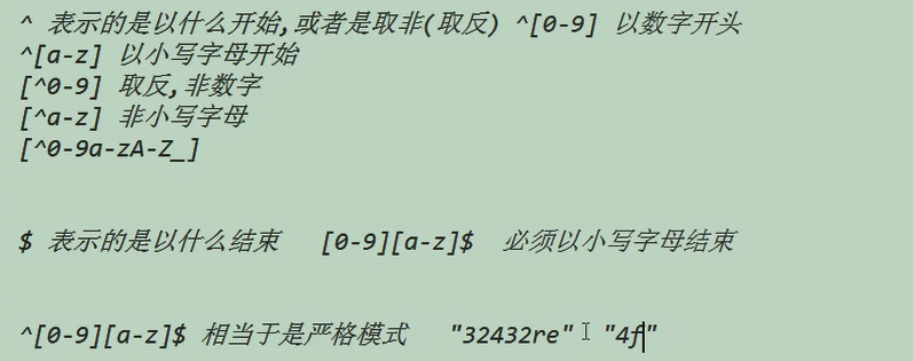 ^ 表示的是以什么开始,或者是取非(取反) ^[0-9] 以数字开头
^[a-z] 以小写字母开始
[^0-9] 取反,非数字
[^a-z] 非小写字母
[^0-9a-zA-Z_]
$ 表示的是以什么结束 [0-9][a-z]$ 必须以小写字母结束
^[0-9][a-z]$ 相当于是严格模式 "32432re" "4f"